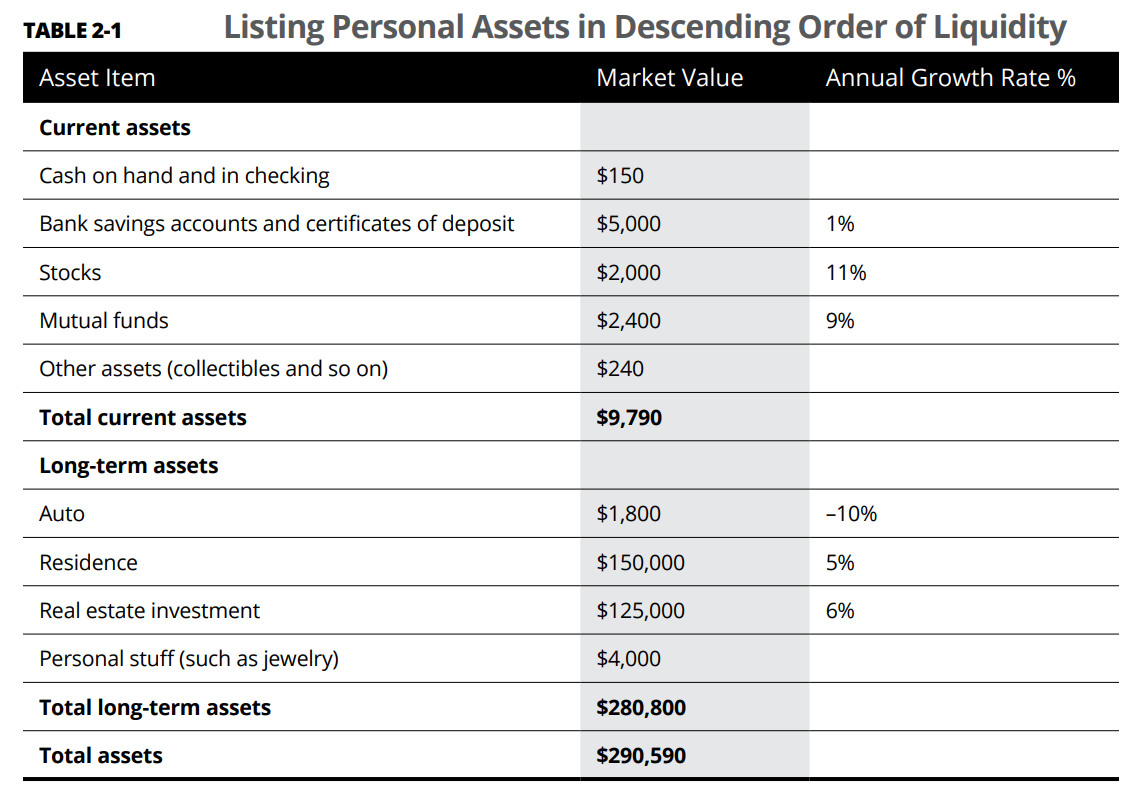 TABLE 2-1 Listing Personal Assets in Descending Order of Liquidity
Asset Item Market Value Annual Growth Rate %
Current assets
Cash on hand and in checking $150
Bank savings accounts and certificates of deposit $5,000 1%
Stocks $2,000 11%
Mutual funds $2,400 9%
Other assets (collectibles and so on) $240
Total current assets $9,790
Long-term assets
Auto $1,800 –10%
Residence $150,000 5%
Real estate investment $125,000 6%
Personal stuff (such as jewelry) $4,000
Total long-term assets $280,800
Total assets $290,590